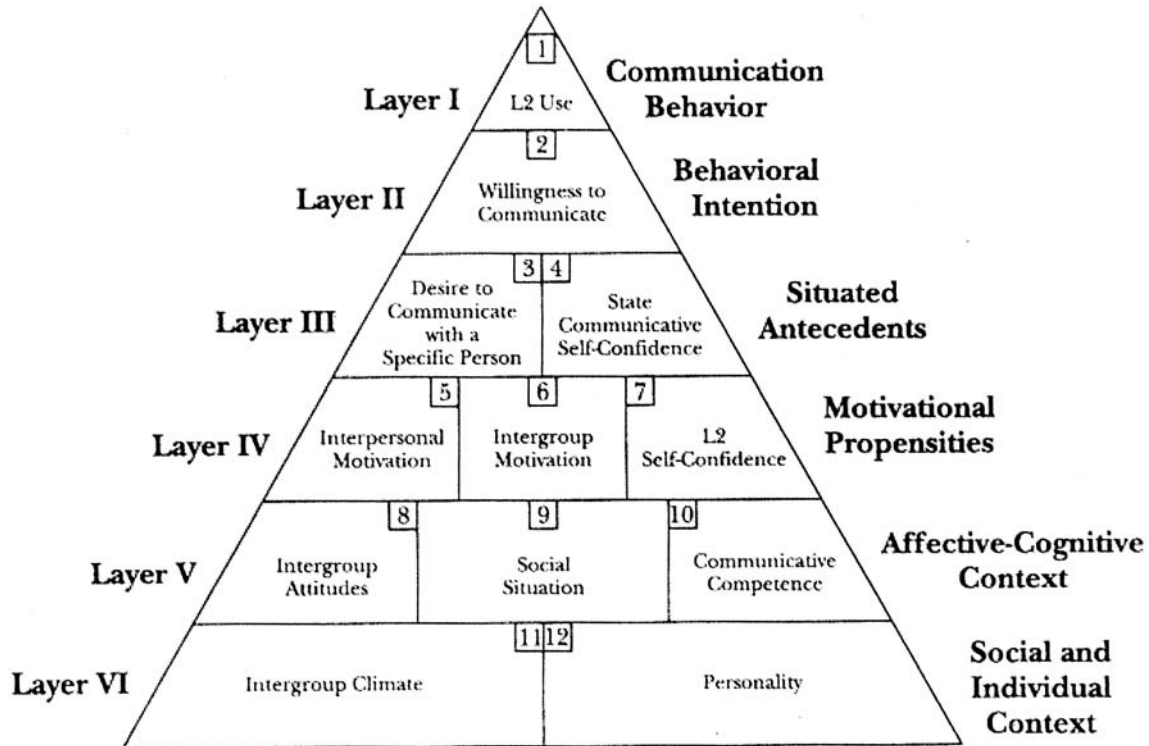 1
Layer I
L2 Use
Communication
Behavior
2
Layer II
Willingness to
Communicate
Behavioral
Intention
3 4
Layer III
Desire to
Communicate
with a
Specific Person
State
Communicative
Self-Confidence
Situated
Antecedents
5 6 7
Layer IV
Interpersonal
Motivation
Intergroup
Motivation
L2
Self-Confidence
Motivational
Propensities
8 9 10
Layer V
Intergroup
Attitudes
Social
Situation
Communicative
Competence
Affective-Cognitive
Context
11 12
Layer VI
Intergroup Climate
Personality
Social and
Individual
Context